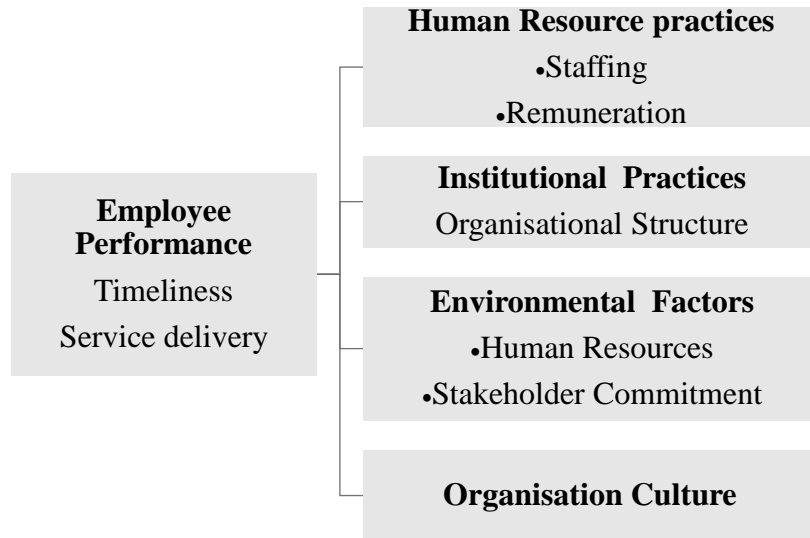 Human Resource practices
•Staffing
•Remuneration
Institutional Practices
Organisational Structure
Employee
Performance
Timeliness
Service delivery
Environmental Factors
•Human Resources
•Stakeholder Commitment
Organisation Culture